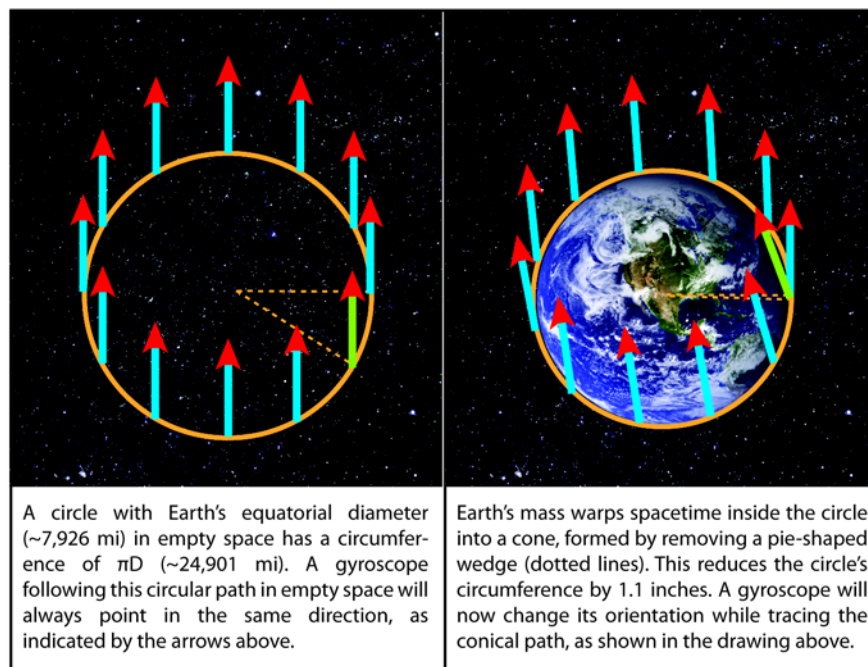 A circle with Earth's equatorial diameter
(~7,926 mi) in empty space has a circumfer-
ence of πD (~24,901 mi). A gyroscope
following this circular path in empty space will
always point in the same direction, as
indicated by the arrows above.
Earth's mass warps spacetime inside the circle
into a cone, formed by removing a pie-shaped
wedge (dotted lines). This reduces the circle's
circumference by 1.1 inches. A gyroscope will
now change its orientation while tracing the
conical path, as shown in the drawing above.